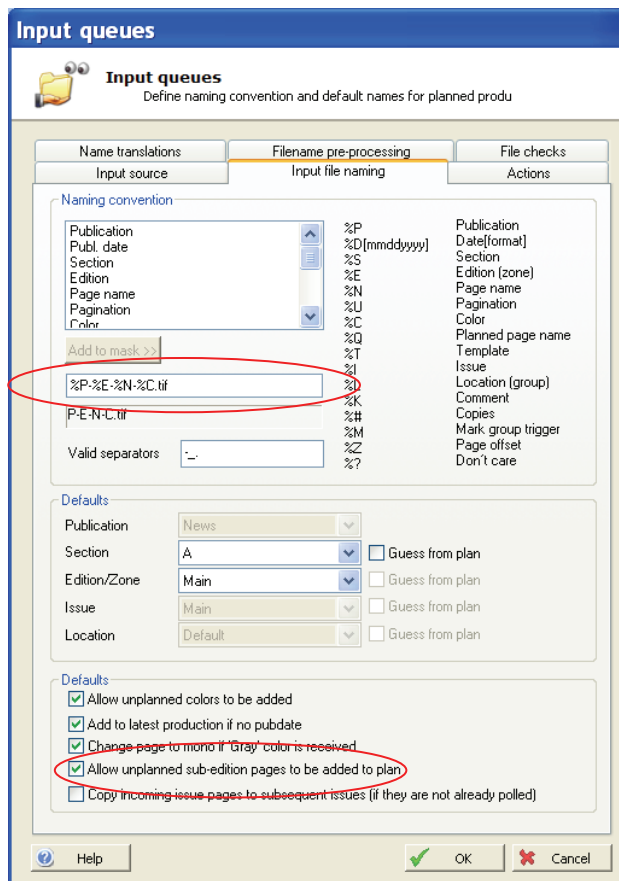 Input queues
Input queues
Define naming convention and default names for planned produ
Name translations
Filename pre-processing
File checks
Input source
Input file naming
Actions
Naming convention
Publication
Publ. date
Section
Edition
Page name
Pagination
Color
Add to mask >>
%P-%E-%N-%C.tif
P-E-N-C.tif
Valid separators
-_.
%P Publication
%D[mmddyyyy] Date[format]
%S Section
%E Edition (zone)
%N Page name
%U Pagination
%C Color
%Q Planned page name
%T Template
%I Issue
%L Location (group)
%K Comment
%# Copies
%M Mark group trigger
%Z Page offset
%? Don´t care
Defaults
Publication News
Section A Guess from plan
Edition/Zone Main Guess from plan
Issue Main Guess from plan
Location Default Guess from plan
Defaults
Allow unplanned colors to be added
Add to latest production if no pubdate
Change page to mono if 'Gray' color is received
Allow unplanned sub-edition pages to be added to plan
Copy incoming issue pages to subsequent issues (if they are not already polled)
Help
OK
Cancel